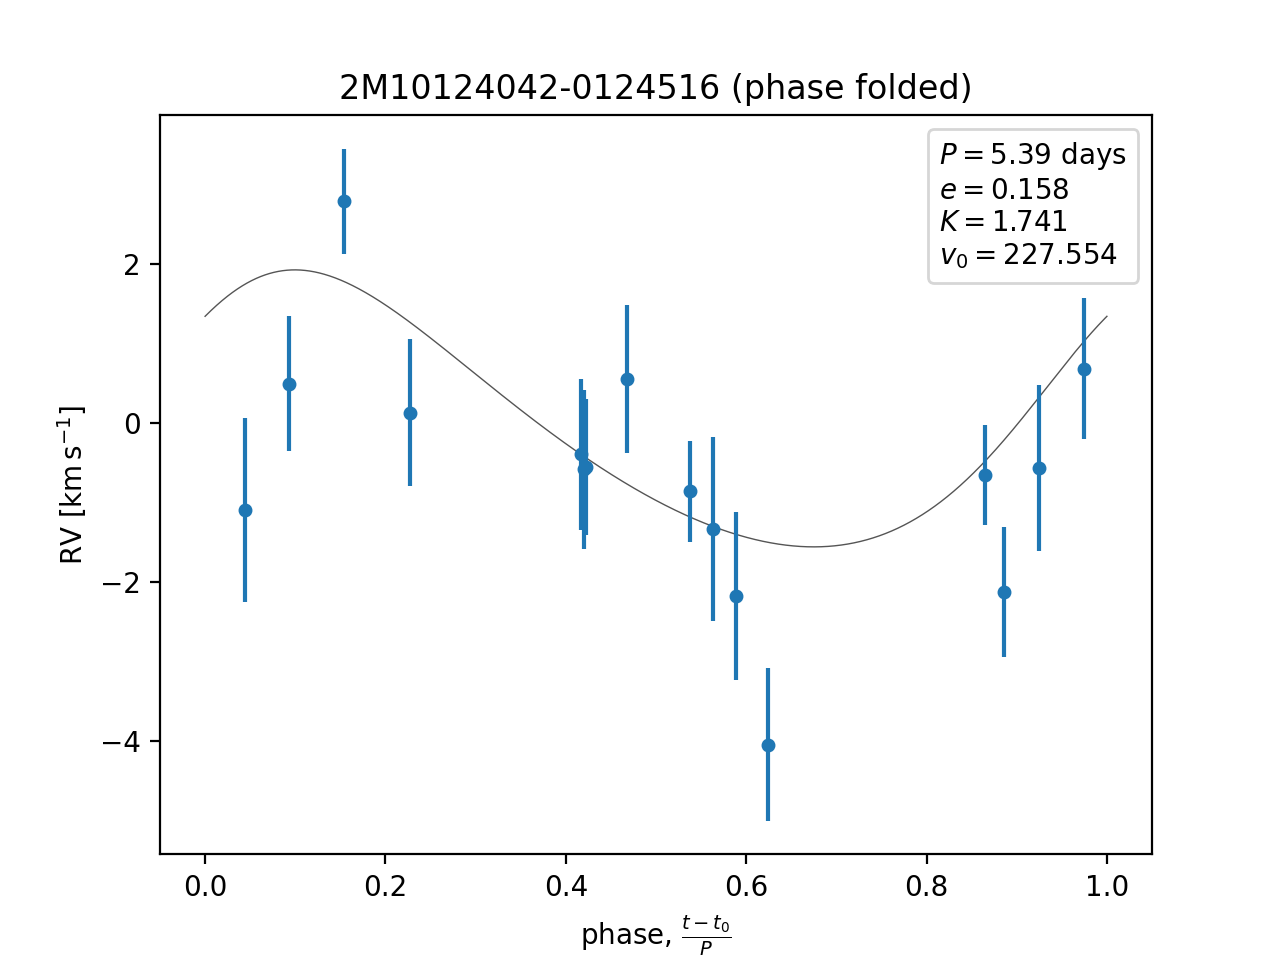 2M10124042-0124516 (phase folded)
P = 5.39 days
e = 0.158
K = 1.741
v₀ = 227.554
2
0
−2
−4
RV [km s⁻¹]
0.0 0.2 0.4 0.6 0.8 1.0
phase, (t − t₀)/P